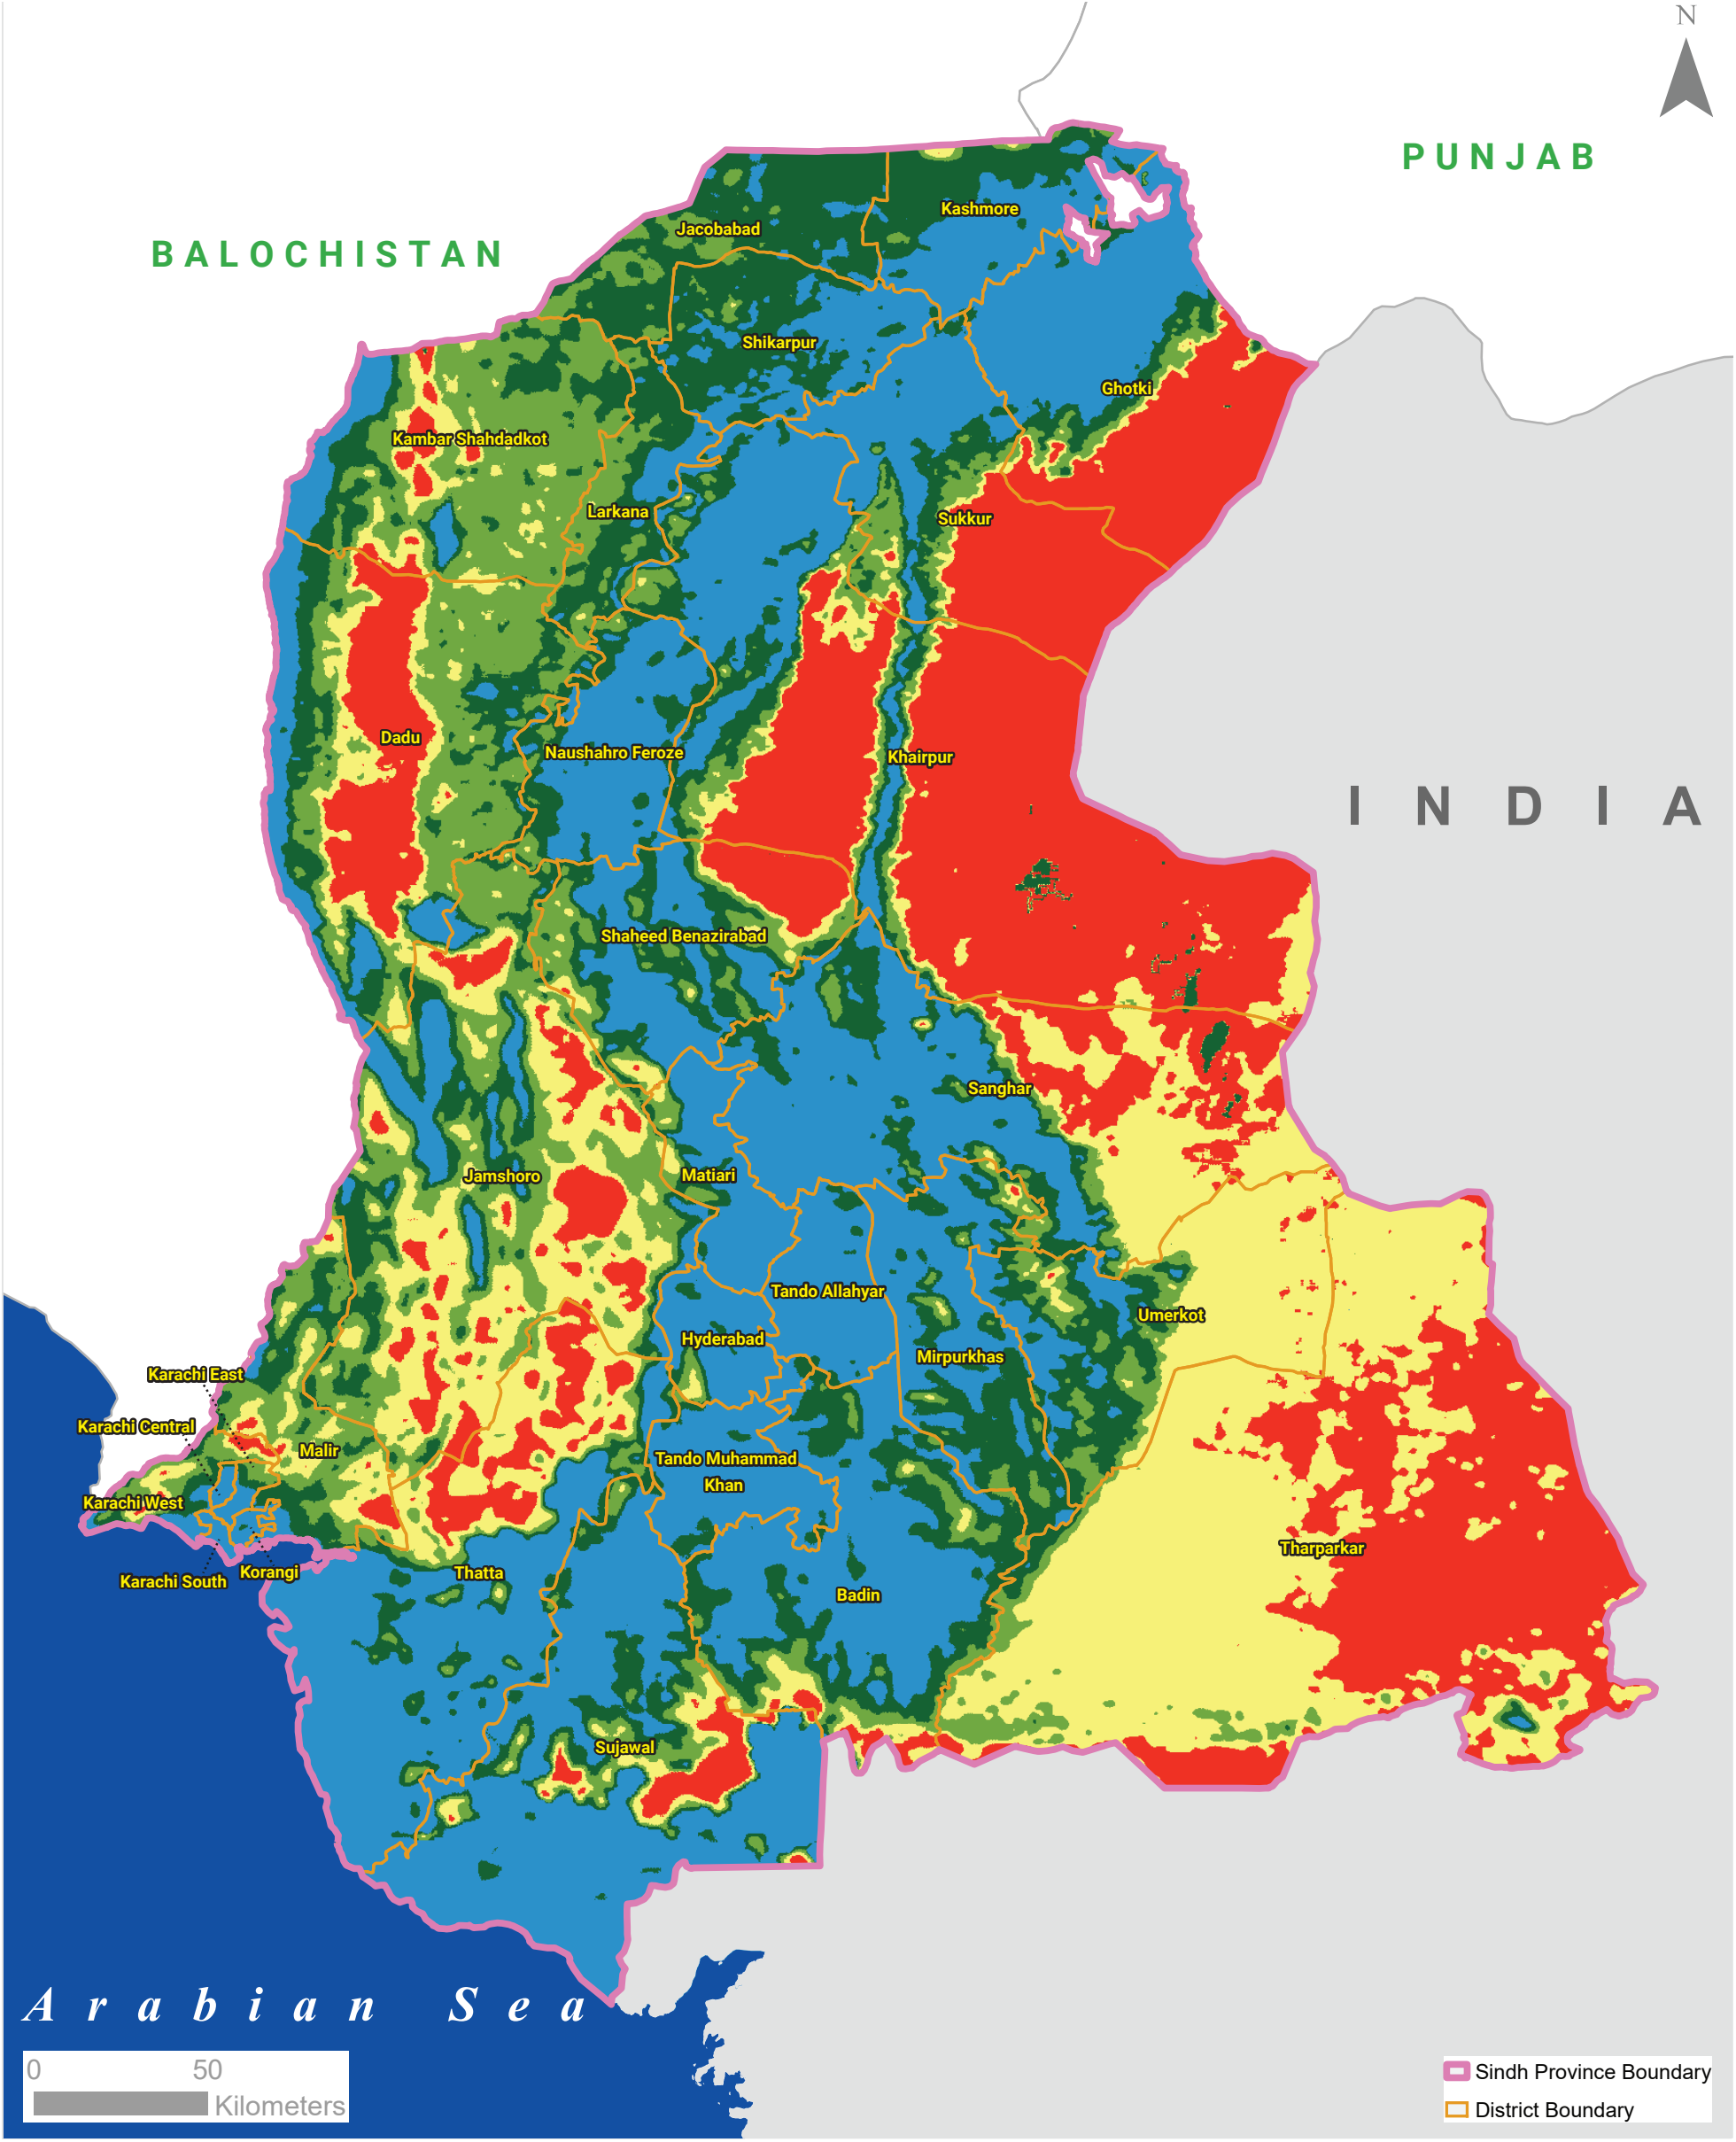 N
PUNJAB
BALOCHISTAN
Kashmore
Jacobabad
Shikarpur
Ghotki
Kambar Shahdadkot
Larkana
Sukkur
Dadu
Naushahro Feroze
Khairpur
INDIA
Shaheed Benazirabad
Sanghar
Jamshoro
Matiari
Tando Allahyar
Umerkot
Hyderabad
Mirpurkhas
Karachi East
Karachi Central
Malir
Tando Muhammad
Khan
Karachi West
Tharparkar
Korangi
Thatta
Karachi South
Badin
Sujawal
Arabian Sea
0 50
Kilometers
Sindh Province Boundary
District Boundary